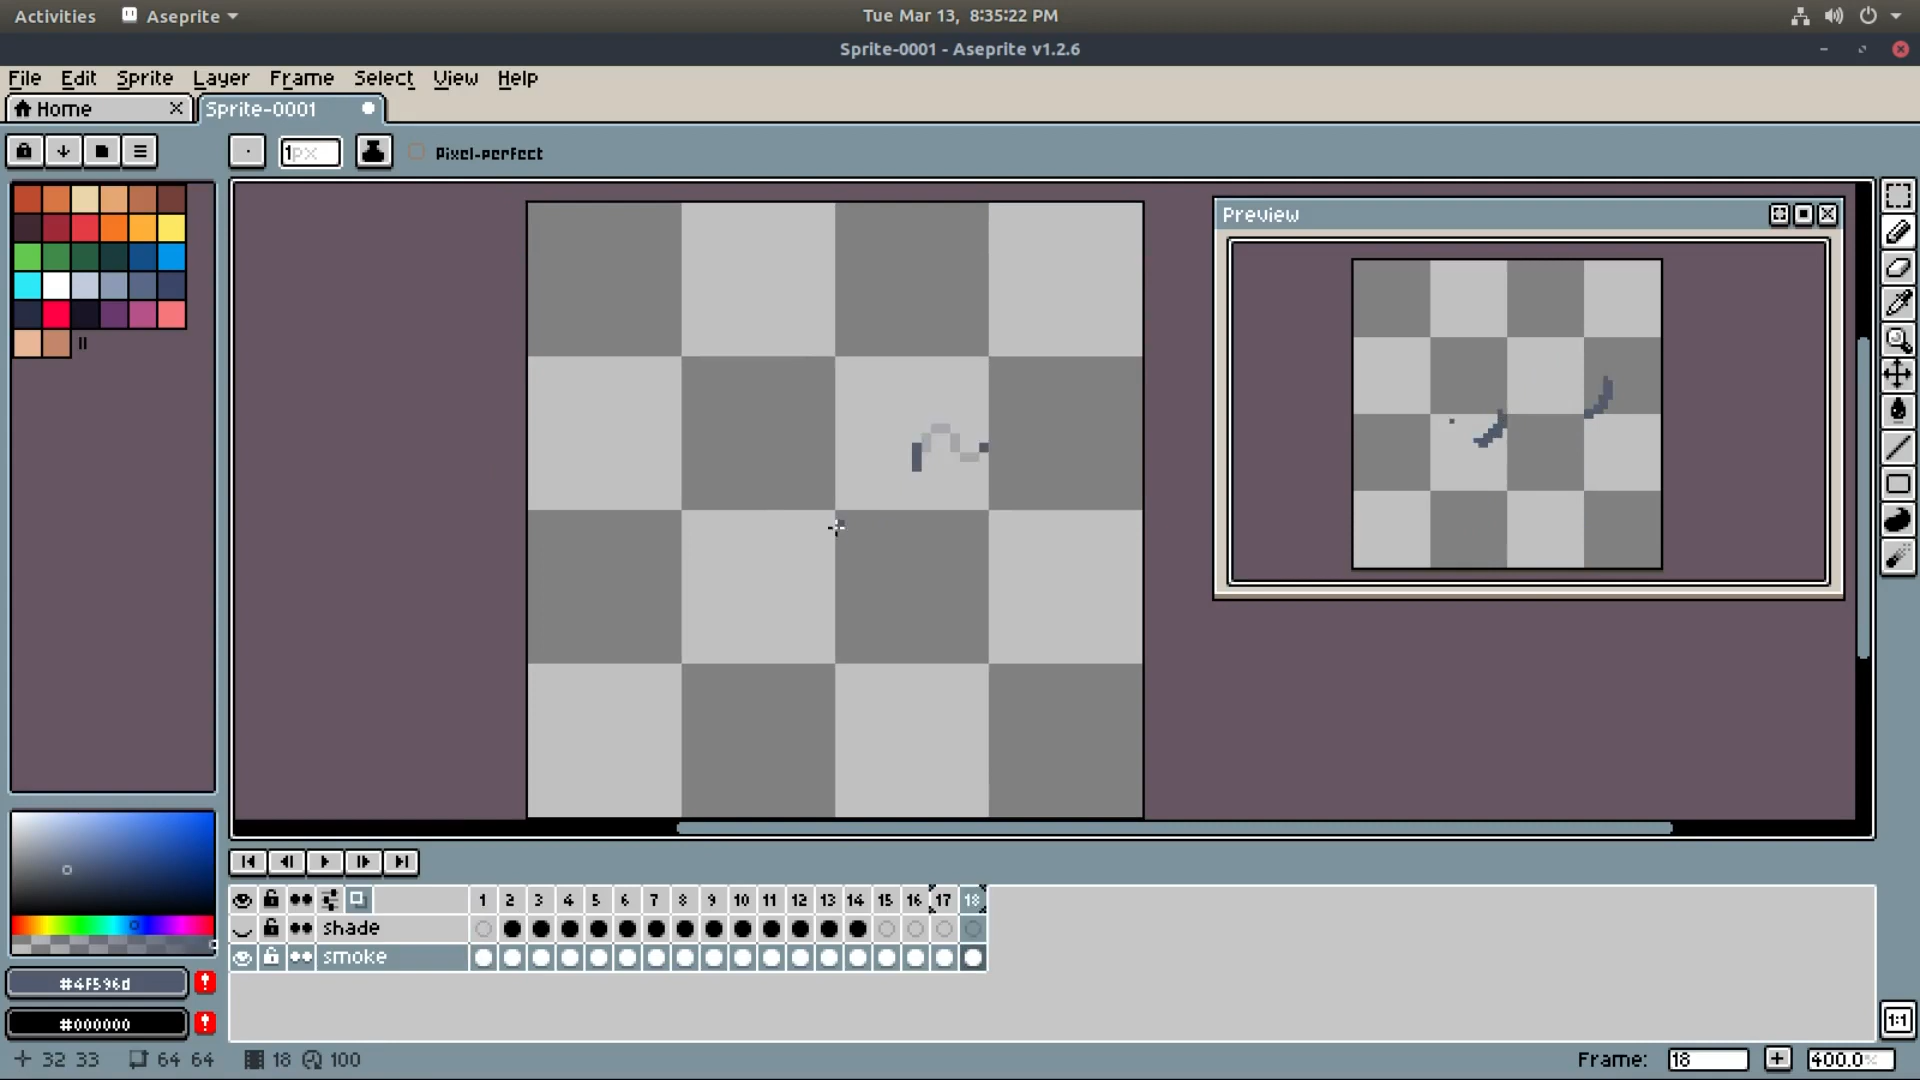 Activities Aseprite Tue Mar 13, 8:35:22 PM
Sprite-0001 - Aseprite v1.2.6
File Edit Sprite Layer Frame Select View Help
Home Sprite-0001
1px Pixel-perfect
Preview
1 2 3 4 5 6 7 8 9 10 11 12 13 14 15 16 17 18
shade
smoke
#4F596d
#000000
1:1
32 33 64 64 18 100 Frame: 18 400.0%